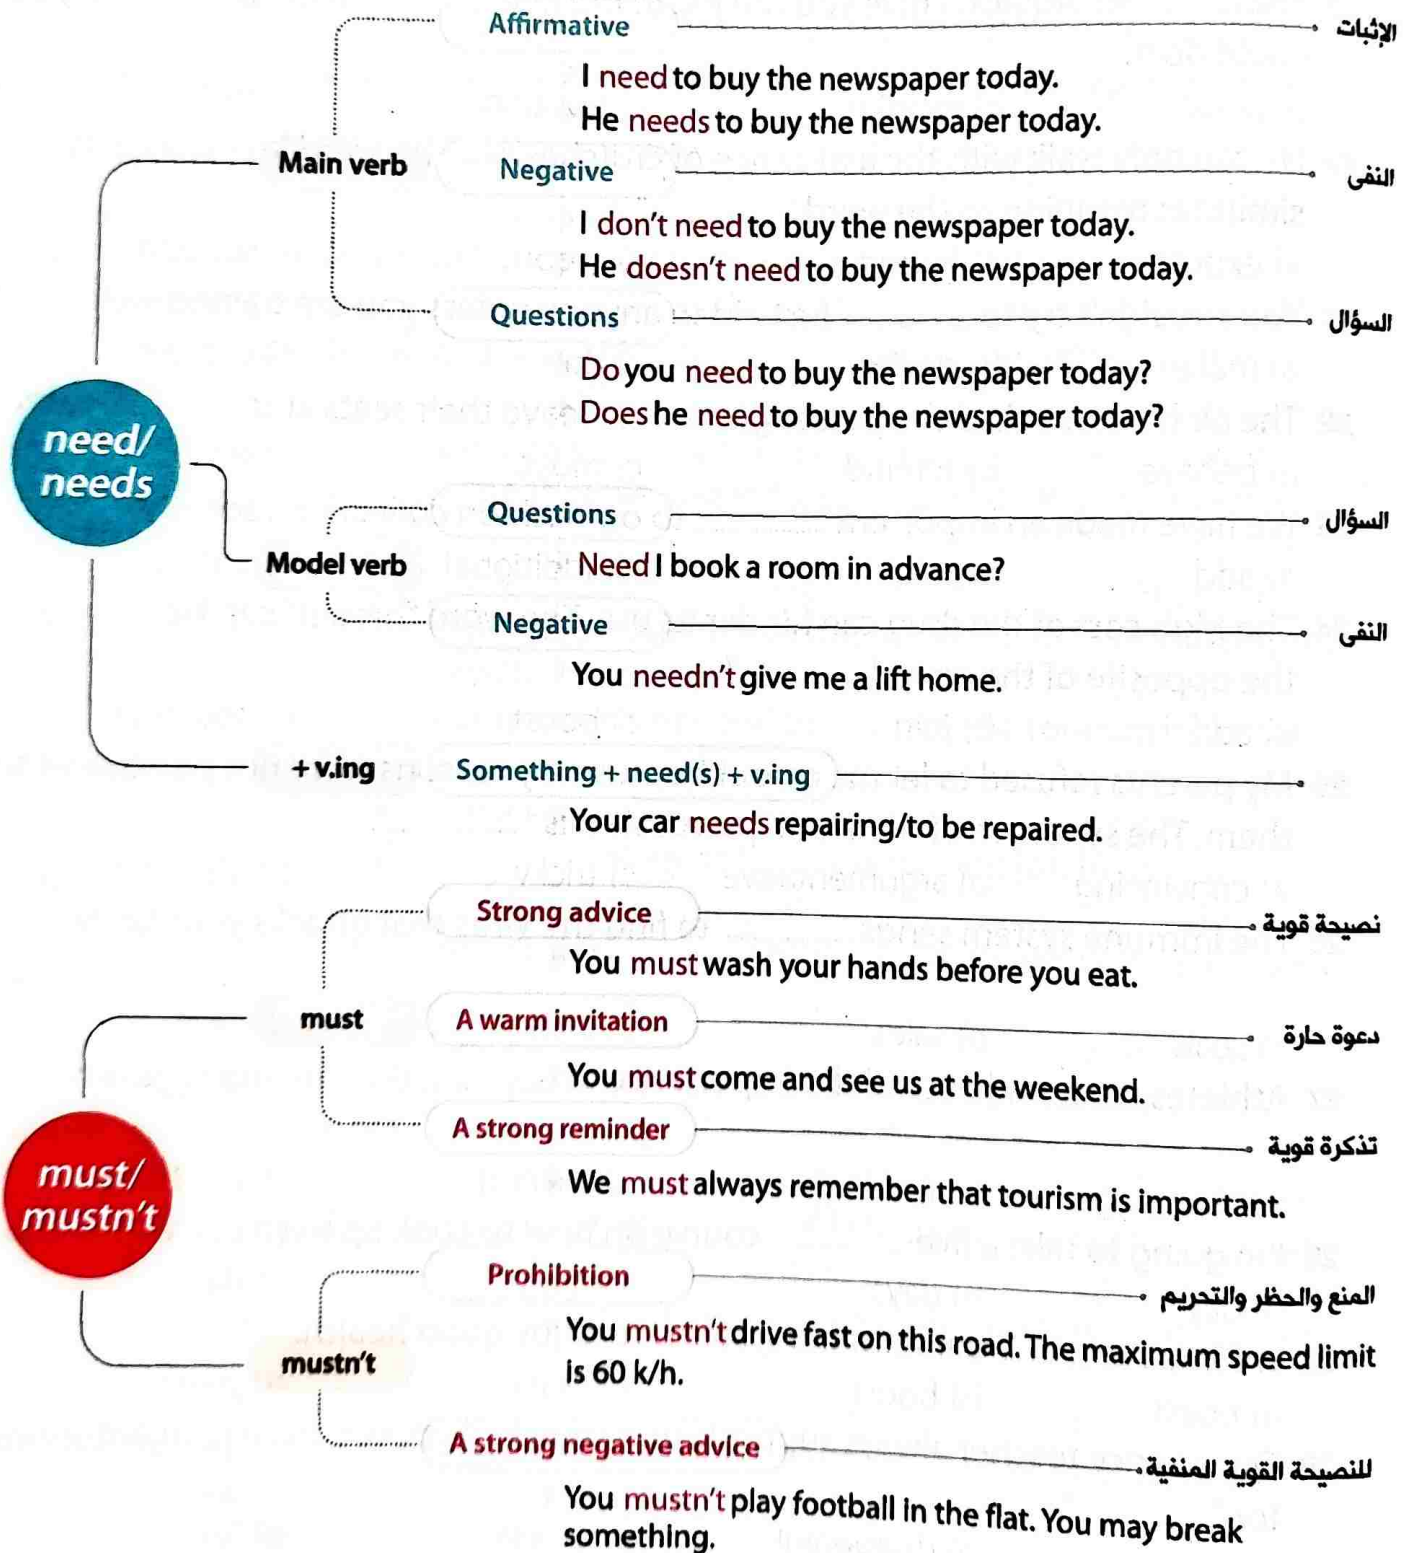 Affirmative الإثبات
I need to buy the newspaper today.
He needs to buy the newspaper today.
Main verb
Negative النفى
I don't need to buy the newspaper today.
He doesn't need to buy the newspaper today.
Questions السؤال
Do you need to buy the newspaper today?
Does he need to buy the newspaper today?
need/
needs
Questions السؤال
Model verb
Need I book a room in advance?
Negative النفى
You needn't give me a lift home.
+ v.ing
Something + need(s) + v.ing
Your car needs repairing/to be repaired.
Strong advice نصيحة قوية
You must wash your hands before you eat.
must
A warm invitation دعوة حارة
You must come and see us at the weekend.
A strong reminder تذكرة قوية
We must always remember that tourism is important.
must/
mustn't
Prohibition المنع والحظر والتحريم
You mustn't drive fast on this road. The maximum speed limit
is 60 k/h.
mustn't
A strong negative advice للنصيحة القوية المنفية.
You mustn't play football in the flat. You may break
something.